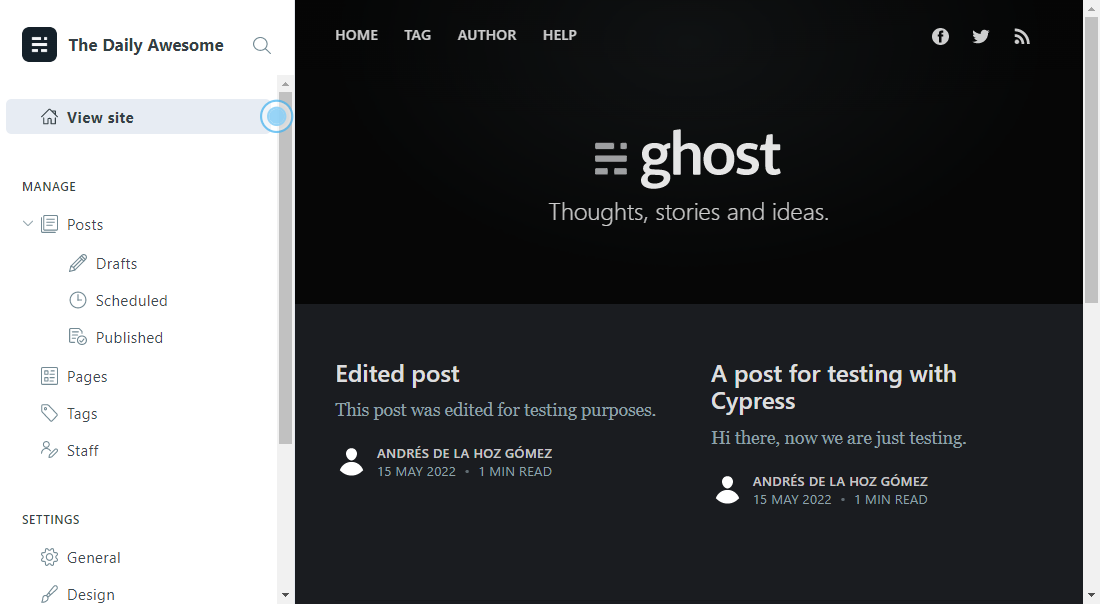 The Daily Awesome
View site
MANAGE
Posts
Drafts
Scheduled
Published
Pages
Tags
Staff
SETTINGS
General
Design
HOME TAG AUTHOR HELP
ghost
Thoughts, stories and ideas.
Edited post
This post was edited for testing purposes.
ANDRÉS DE LA HOZ GÓMEZ
15 MAY 2022 • 1 MIN READ
A post for testing with
Cypress
Hi there, now we are just testing.
ANDRÉS DE LA HOZ GÓMEZ
15 MAY 2022 • 1 MIN READ